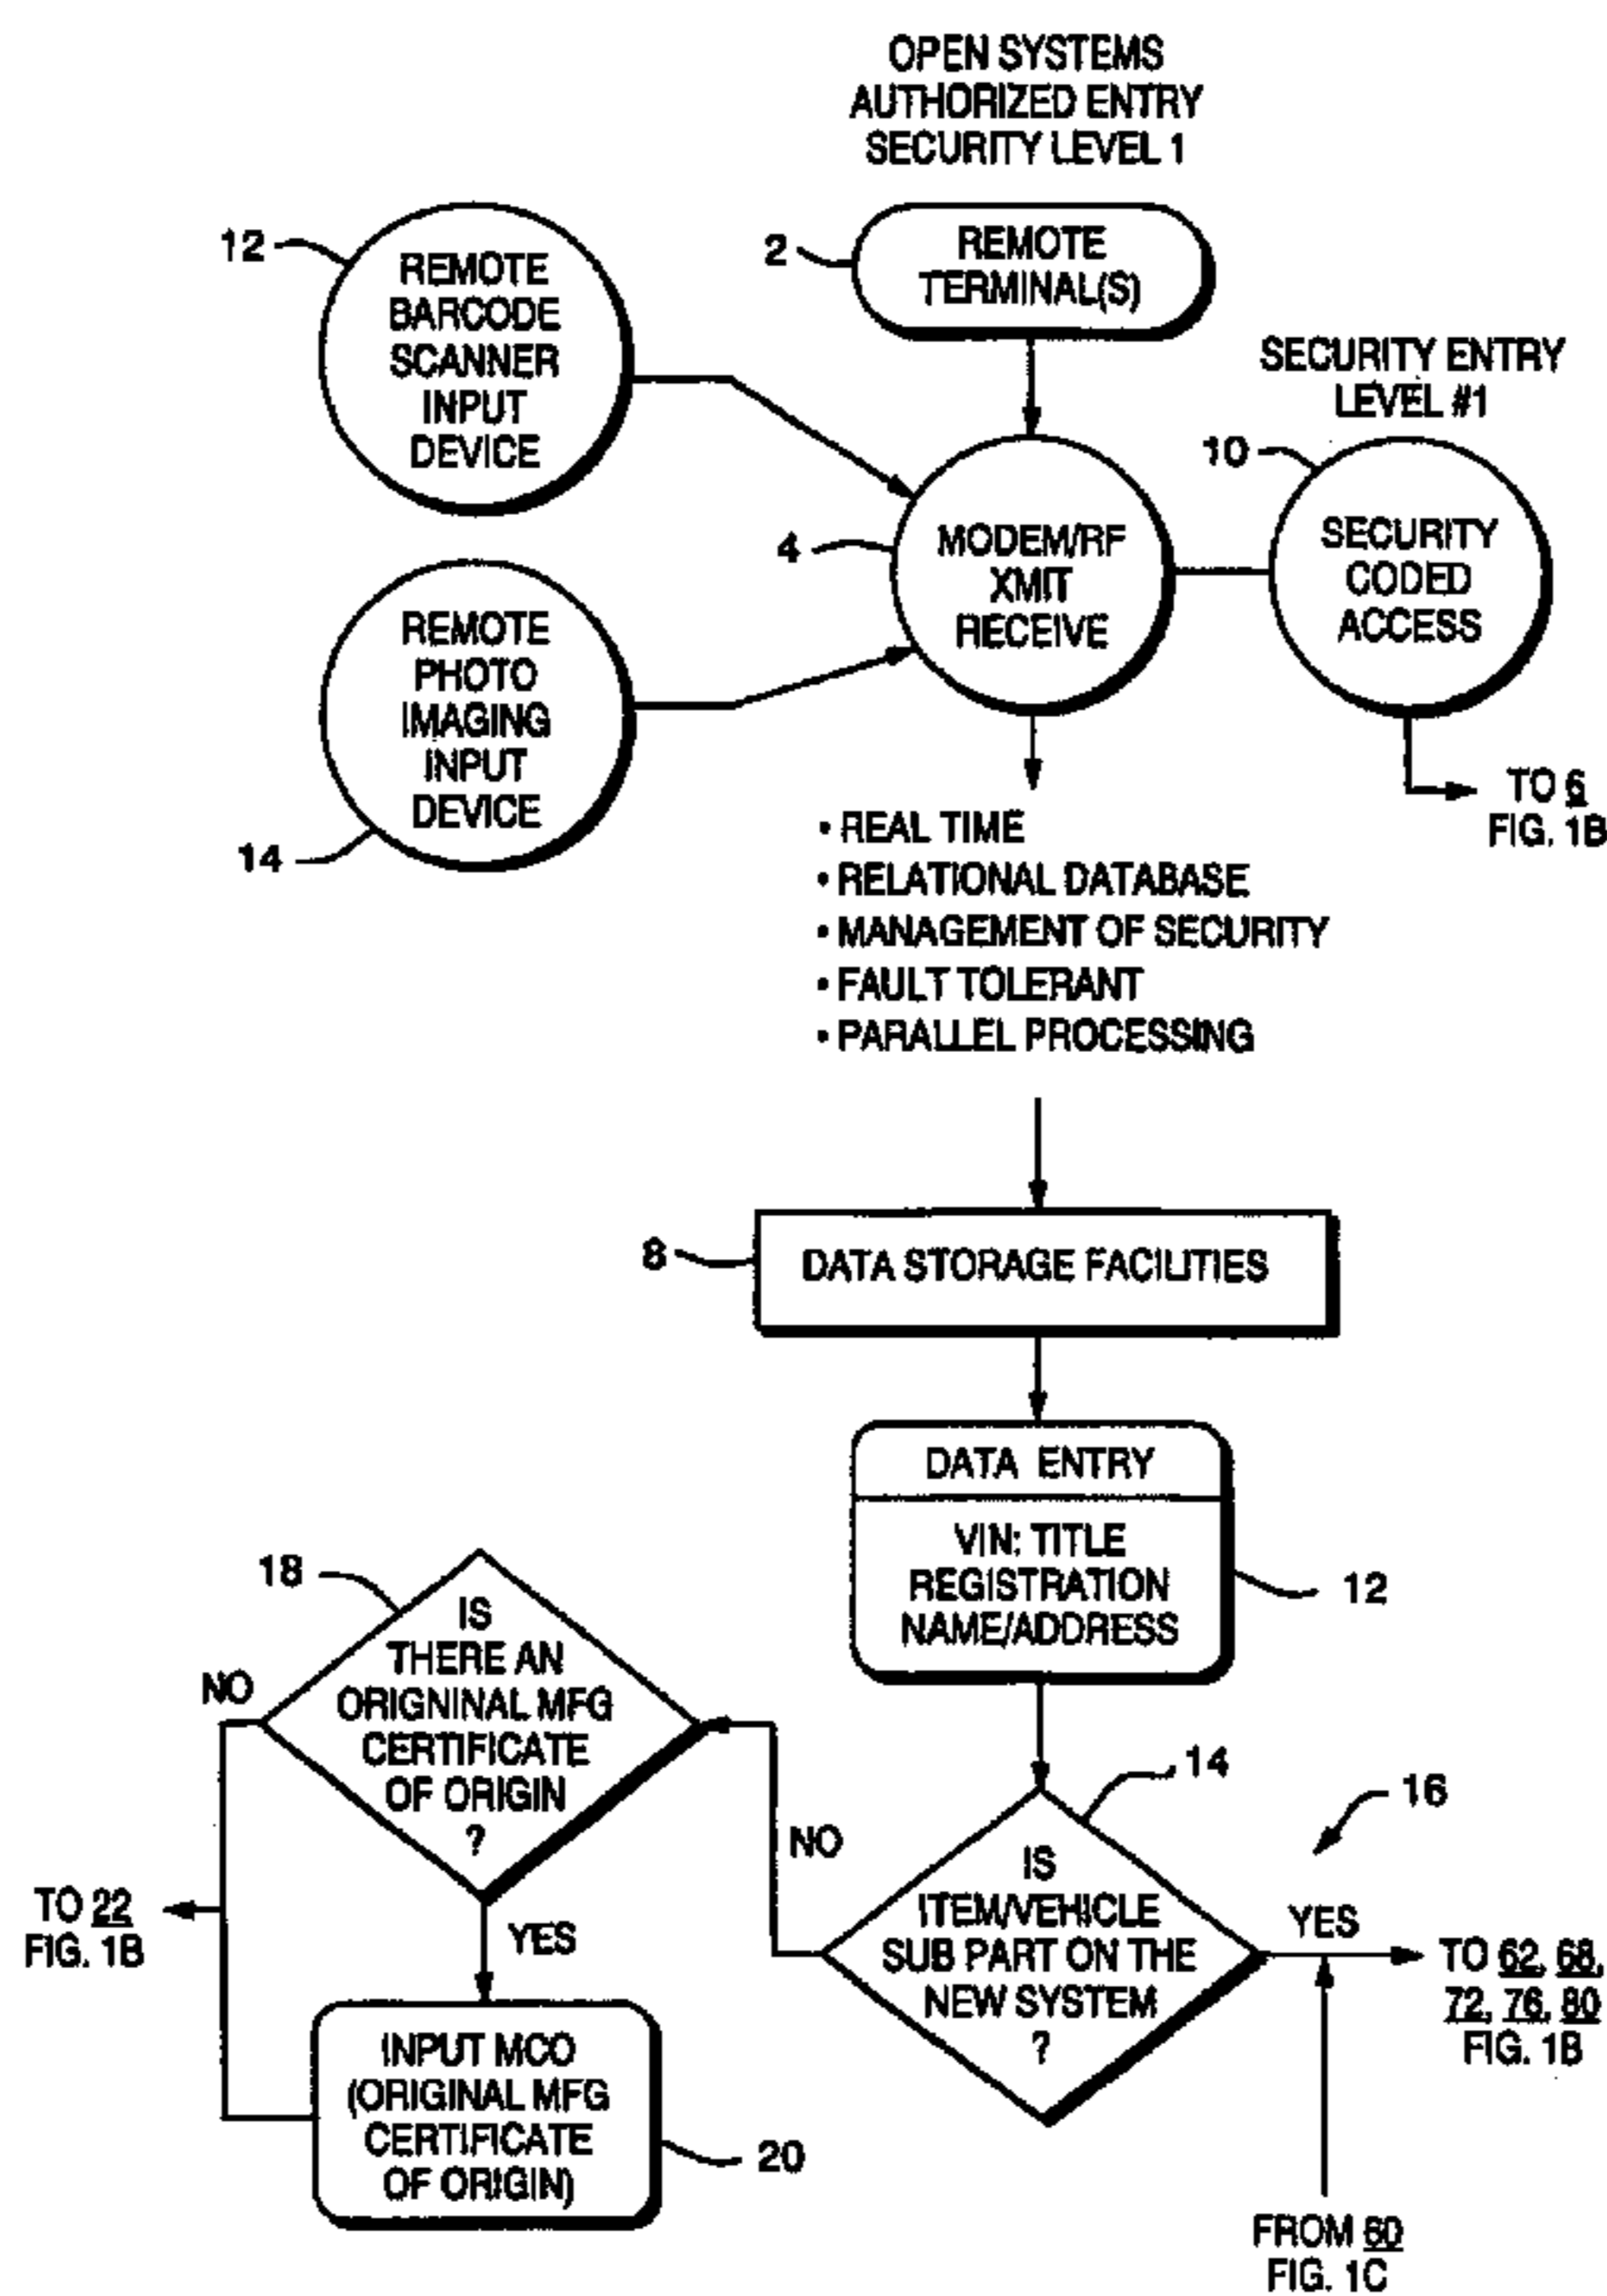 OPEN SYSTEMS
AUTHORIZED ENTRY
SECURITY LEVEL 1
12
REMOTE
BARCODE
SCANNER
INPUT
DEVICE
2
REMOTE
TERMINAL(S)
SECURITY ENTRY
LEVEL #1
10
4
MODEM/RF
XMIT
RECEIVE
SECURITY
CODED
ACCESS
REMOTE
PHOTO
IMAGING
INPUT
DEVICE
14
TO 6
FIG. 1B
• REAL TIME
• RELATIONAL DATABASE
• MANAGEMENT OF SECURITY
• FAULT TOLERANT
• PARALLEL PROCESSING
8
DATA STORAGE FACILITIES
DATA ENTRY
VIN: TITLE
REGISTRATION
NAME/ADDRESS
12
18
IS
THERE AN
ORIGNINAL MFG
CERTIFICATE
OF ORIGIN
?
NO
YES
TO 22
FIG. 1B
NO
14
16
IS
ITEM/VEHICLE
SUB PART ON THE
NEW SYSTEM
?
YES
TO 62, 68,
72, 76, 80
FIG. 1B
INPUT MCO
(ORIGINAL MFG
CERTIFICATE
OF ORIGIN)
20
FROM 60
FIG. 1C